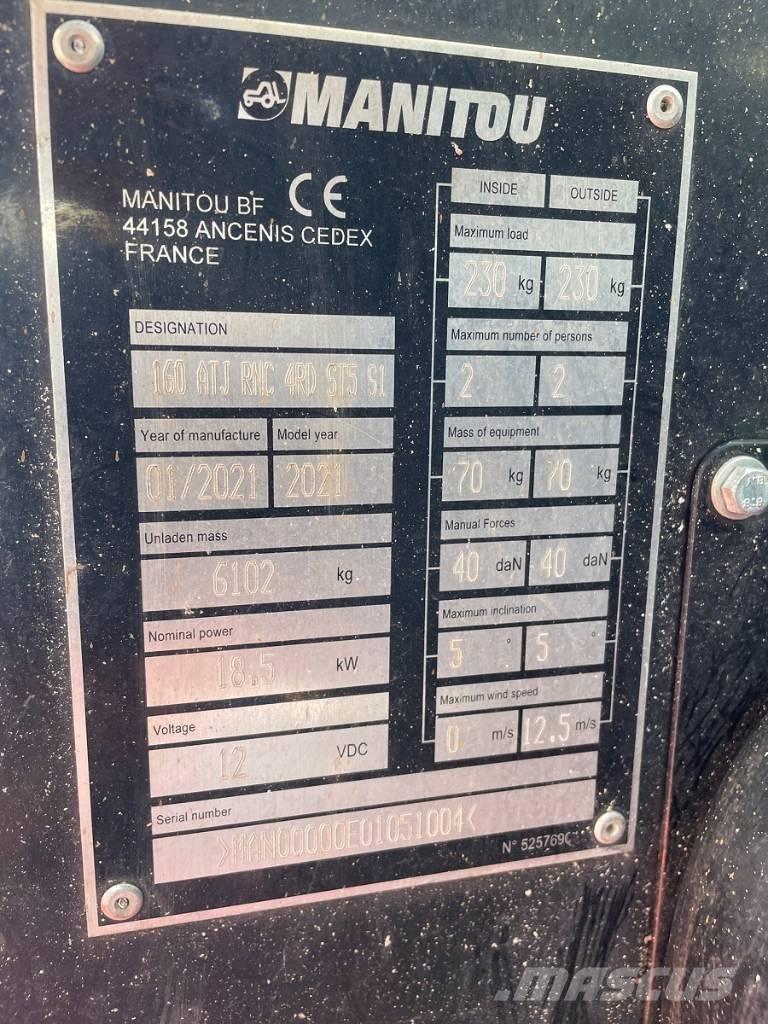 MANITOU
MANITOU BF CE
44158 ANCENIS CEDEX
FRANCE
DESIGNATION
160 ATJ RNC 4RD ST5 S1
Year of manufacture Model year
01/2021 2021
Unladen mass
6102 kg
Nominal power
18.5 kW
Voltage
12 VDC
Serial number
>MAN00000E01051004<
N° 525769
INSIDE OUTSIDE
Maximum load
230 kg 230 kg
Maximum number of persons
2 2
Mass of equipment
70 kg 70 kg
Manual Forces
40 daN 40 daN
Maximum inclination
5 ° 5 °
Maximum wind speed
0 m/s 12.5 m/s
mascus